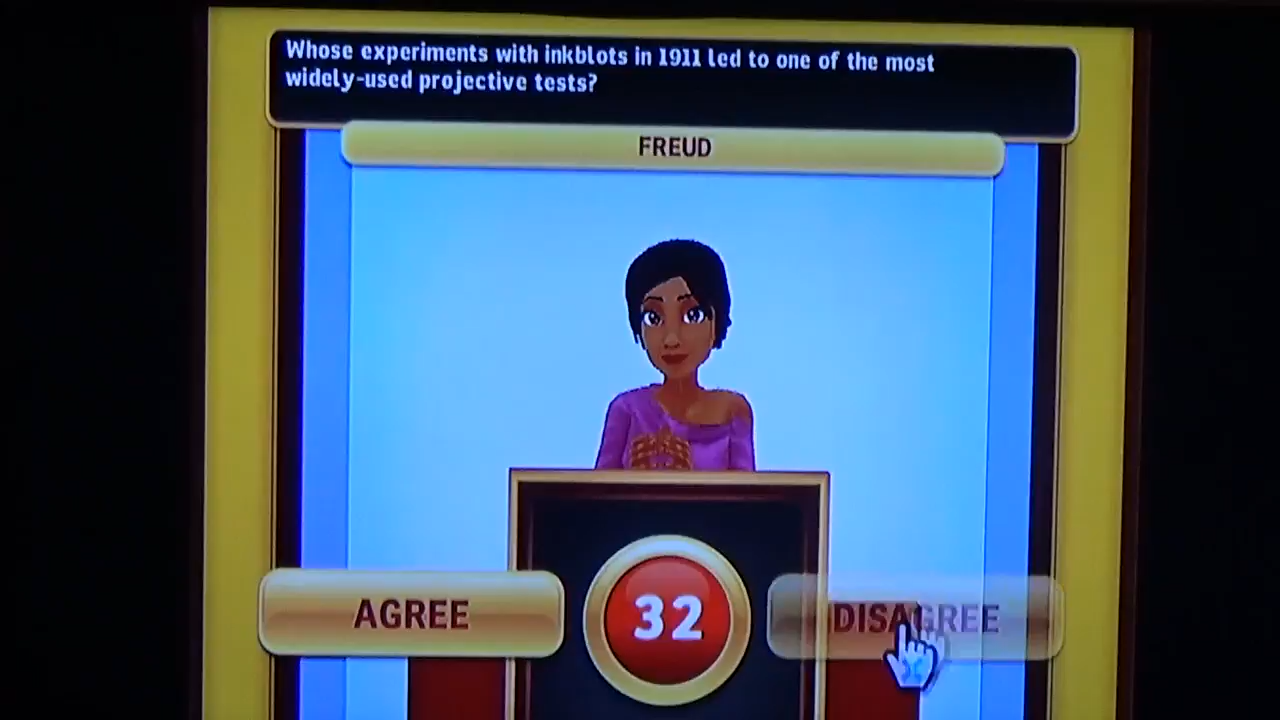 Whose experiments with inkblots in 1911 led to one of the most
widely-used projective tests?
FREUD
AGREE
32
DISAGREE